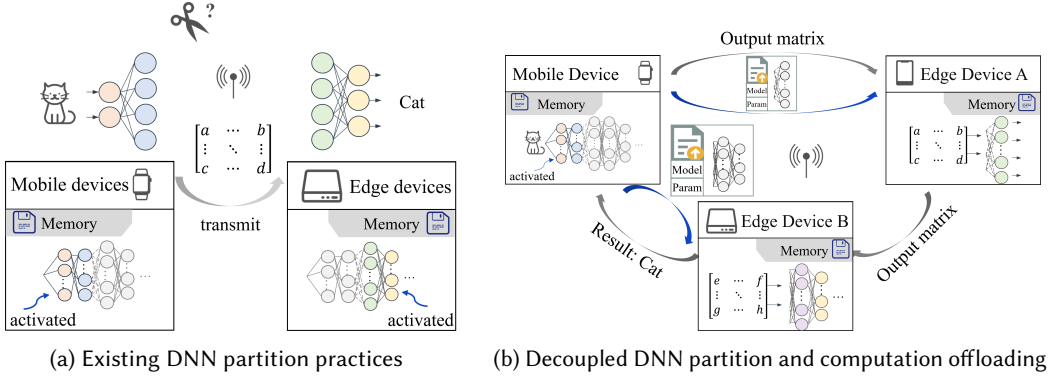 ?
Cat
a ⋯ b
⋮ ⋱ ⋮
c ⋯ d
Mobile devices
Edge devices
transmit
Memory
Memory
...
...
activated
activated
(a) Existing DNN partition practices
Output matrix
Mobile Device
Model
Param
Edge Device A
Memory
Memory
a ⋯ b
⋮ ⋱ ⋮
c ⋯ d
...
activated
Model
Param
Edge Device B
Result: Cat
Output matrix
Memory
e ⋯ f
⋮ ⋱ ⋮
g ⋯ h
...
(b) Decoupled DNN partition and computation offloading